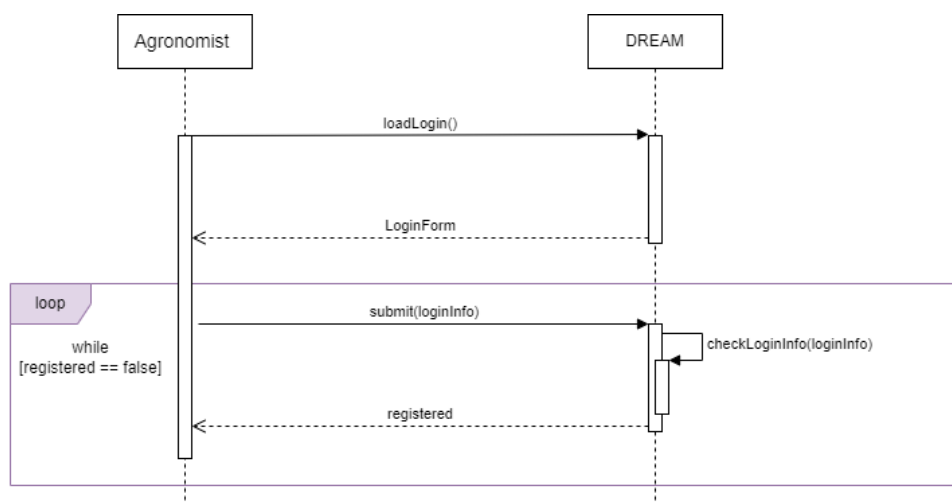 Agronomist
DREAM
loadLogin()
LoginForm
loop
submit(loginInfo)
while
[registered == false]
checkLoginInfo(loginInfo)
registered